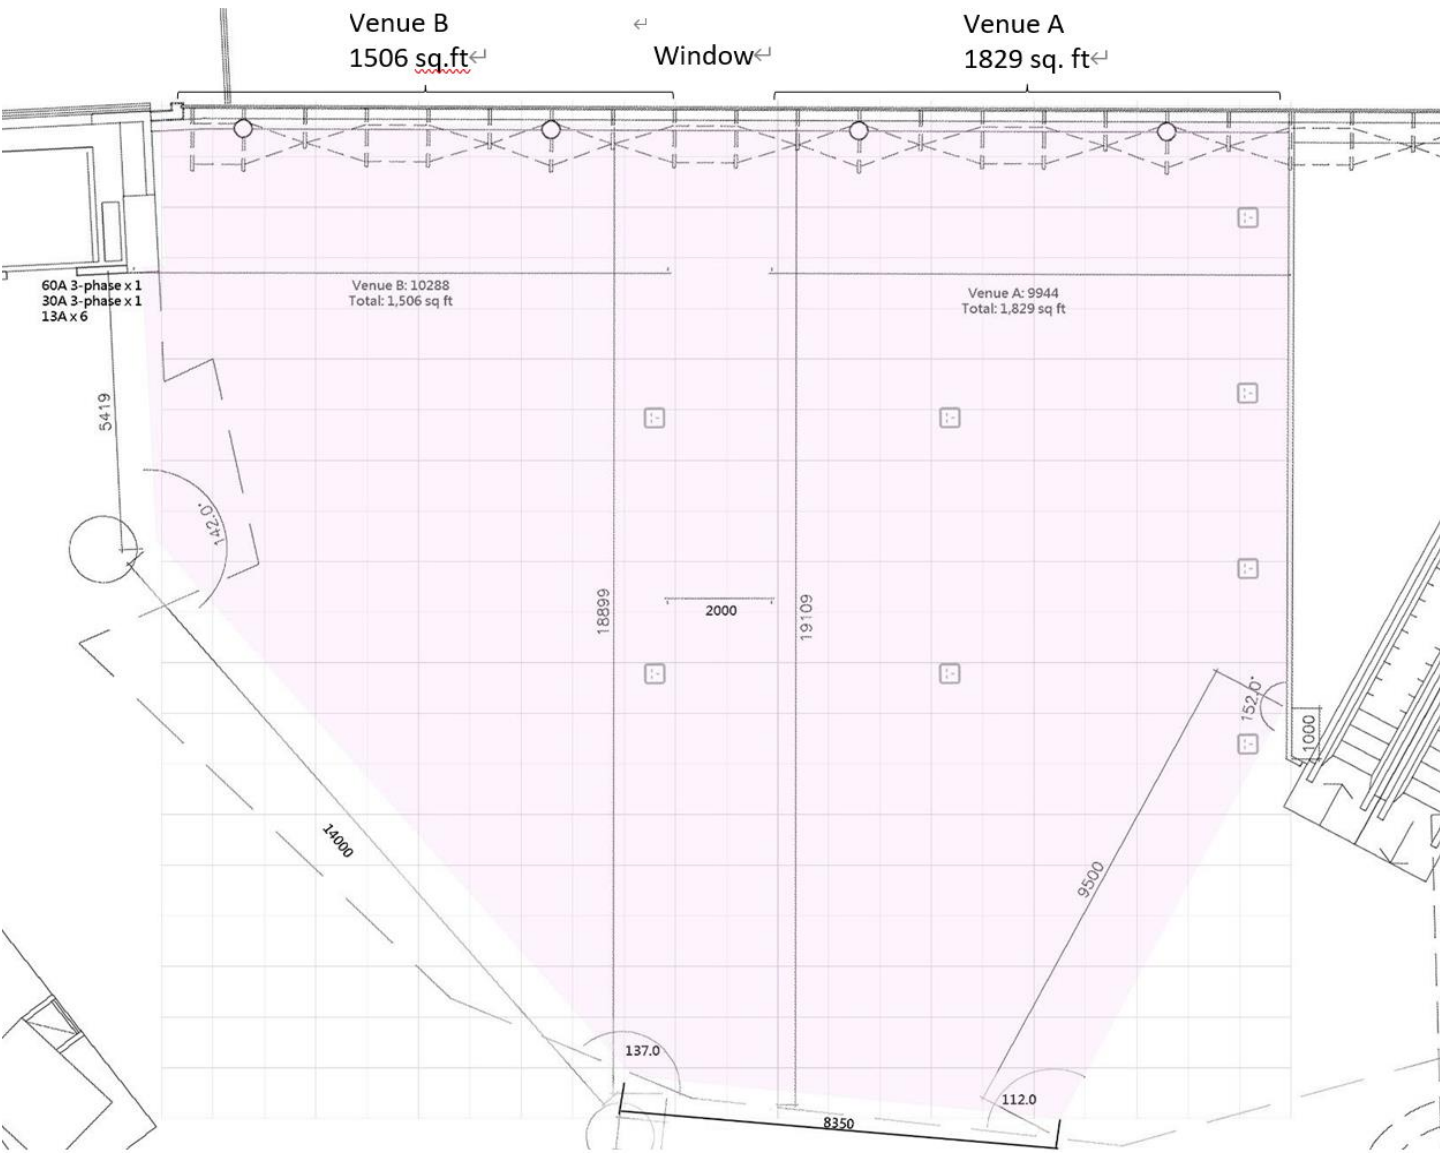 Venue B
1506 sq.ft
Window
Venue A
1829 sq. ft
60A 3-phase x 1
30A 3-phase x 1
13A x 6
Venue B: 10288
Total: 1,506 sq ft
Venue A: 9944
Total: 1,829 sq ft
5419
142.0°
18899
2000
19109
152.0°
1000
14000
9500
137.0
112.0
8350